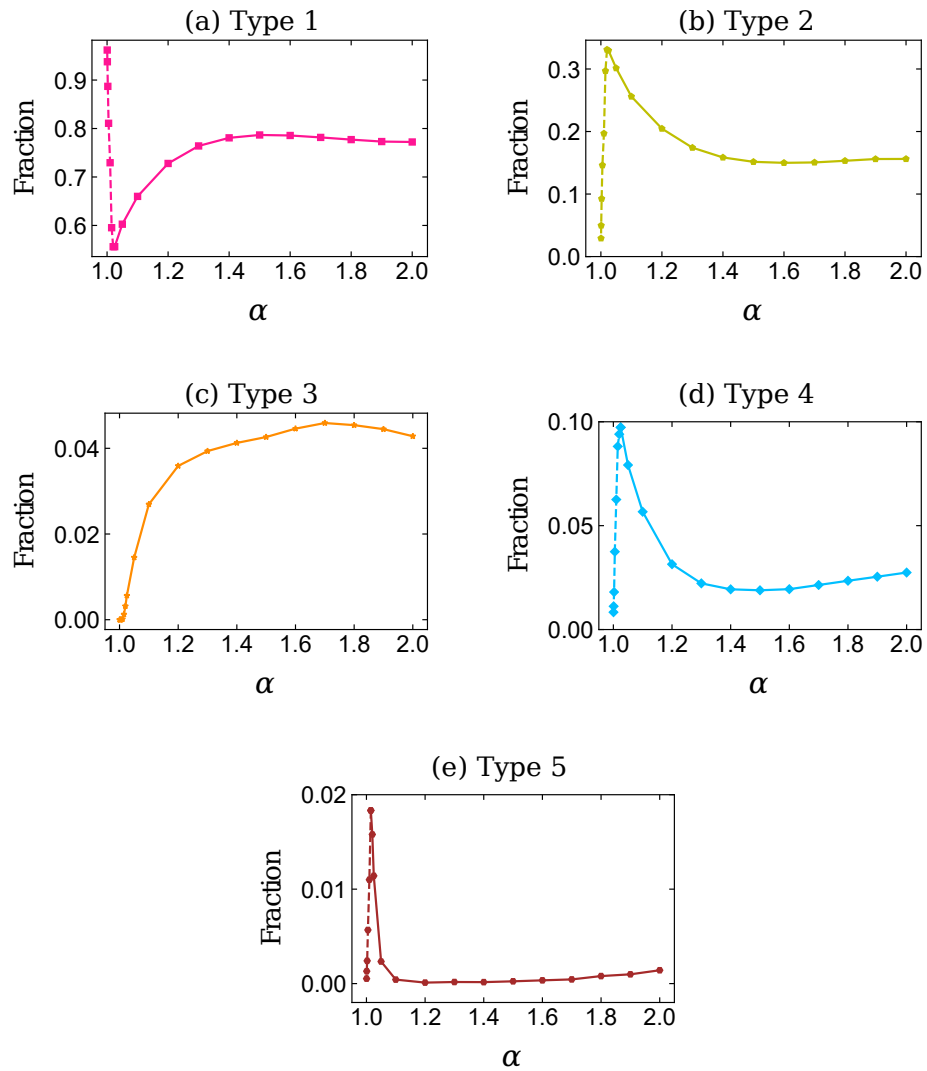 (a) Type 1
Fraction
0.9
0.8
0.7
0.6
1.0 1.2 1.4 1.6 1.8 2.0
α
(b) Type 2
Fraction
0.3
0.2
0.1
0.0
1.0 1.2 1.4 1.6 1.8 2.0
α
(c) Type 3
Fraction
0.04
0.02
0.00
1.0 1.2 1.4 1.6 1.8 2.0
α
(d) Type 4
Fraction
0.10
0.05
0.00
1.0 1.2 1.4 1.6 1.8 2.0
α
(e) Type 5
Fraction
0.02
0.01
0.00
1.0 1.2 1.4 1.6 1.8 2.0
α